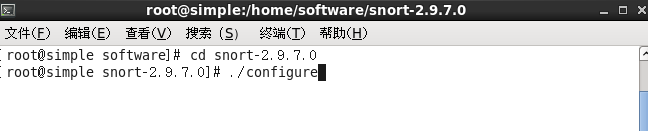 root@simple:/home/software/snort-2.9.7.0
文件(F) 编辑(E) 查看(V) 搜索 (S) 终端(T) 帮助(H)
[ root@simple software]# cd snort-2.9.7.0
[ root@simple snort-2.9.7.0]# ./configure